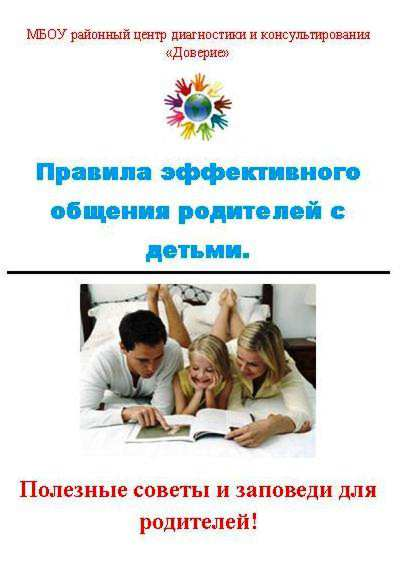 МБОУ районный центр диагностики и консультирования
«Доверие»
Правила эффективного
общения родителей с
детьми.
Полезные советы и заповеди для
родителей!